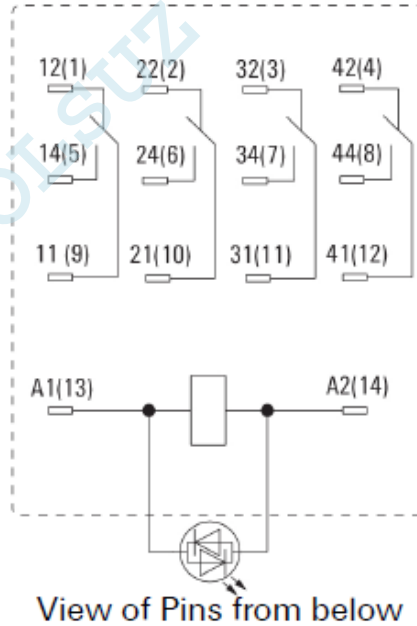 12(1) 22(2) 32(3) 42(4)
14(5) 24(6) 34(7) 44(8)
11 (9) 21(10) 31(11) 41(12)
A1(13) A2(14)
View of Pins from below